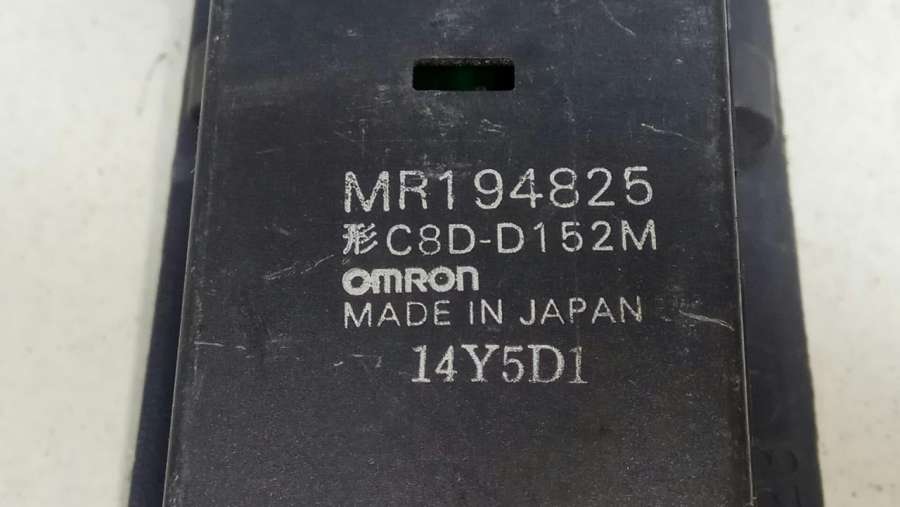 MR194825
形C8D-D152M
OMRON
MADE IN JAPAN
14Y5D1